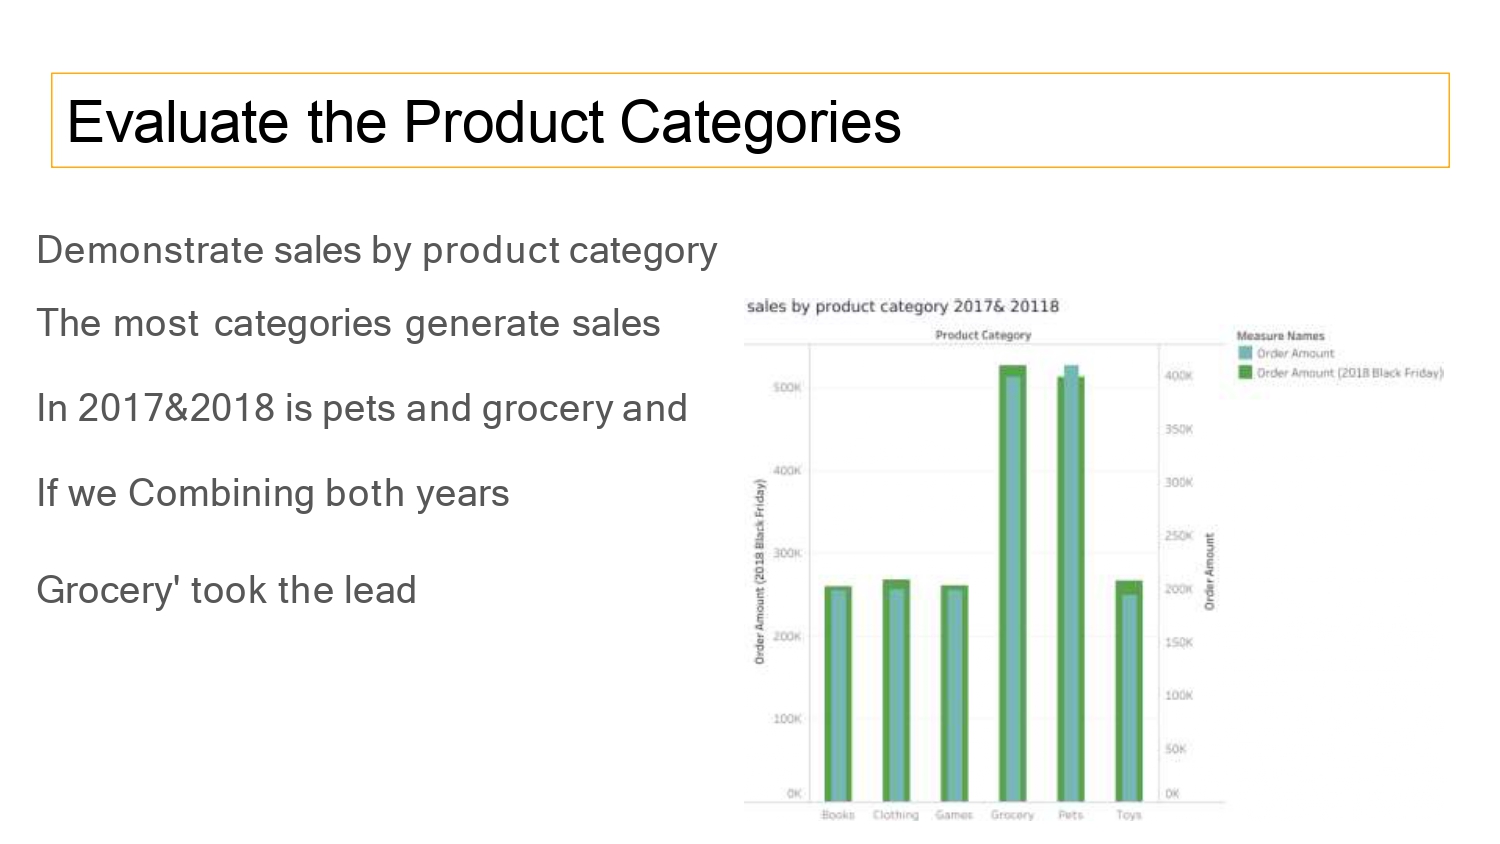 Evaluate the Product Categories
Demonstrate sales by product category
The most categories generate sales
In 2017&2018 is pets and grocery and
If we Combining both years
Grocery' took the lead
sales by product category 2017& 20118
Product Category
Measure Names
Order Amount
Order Amount (2018 Black Friday)
500K
400K
300K
200K
100K
0K
Order Amount (2018 Black Friday)
400K
350K
300K
250K
200K
150K
100K
50K
0K
Order Amount
Books Clothing Games Grocery Pets Toys